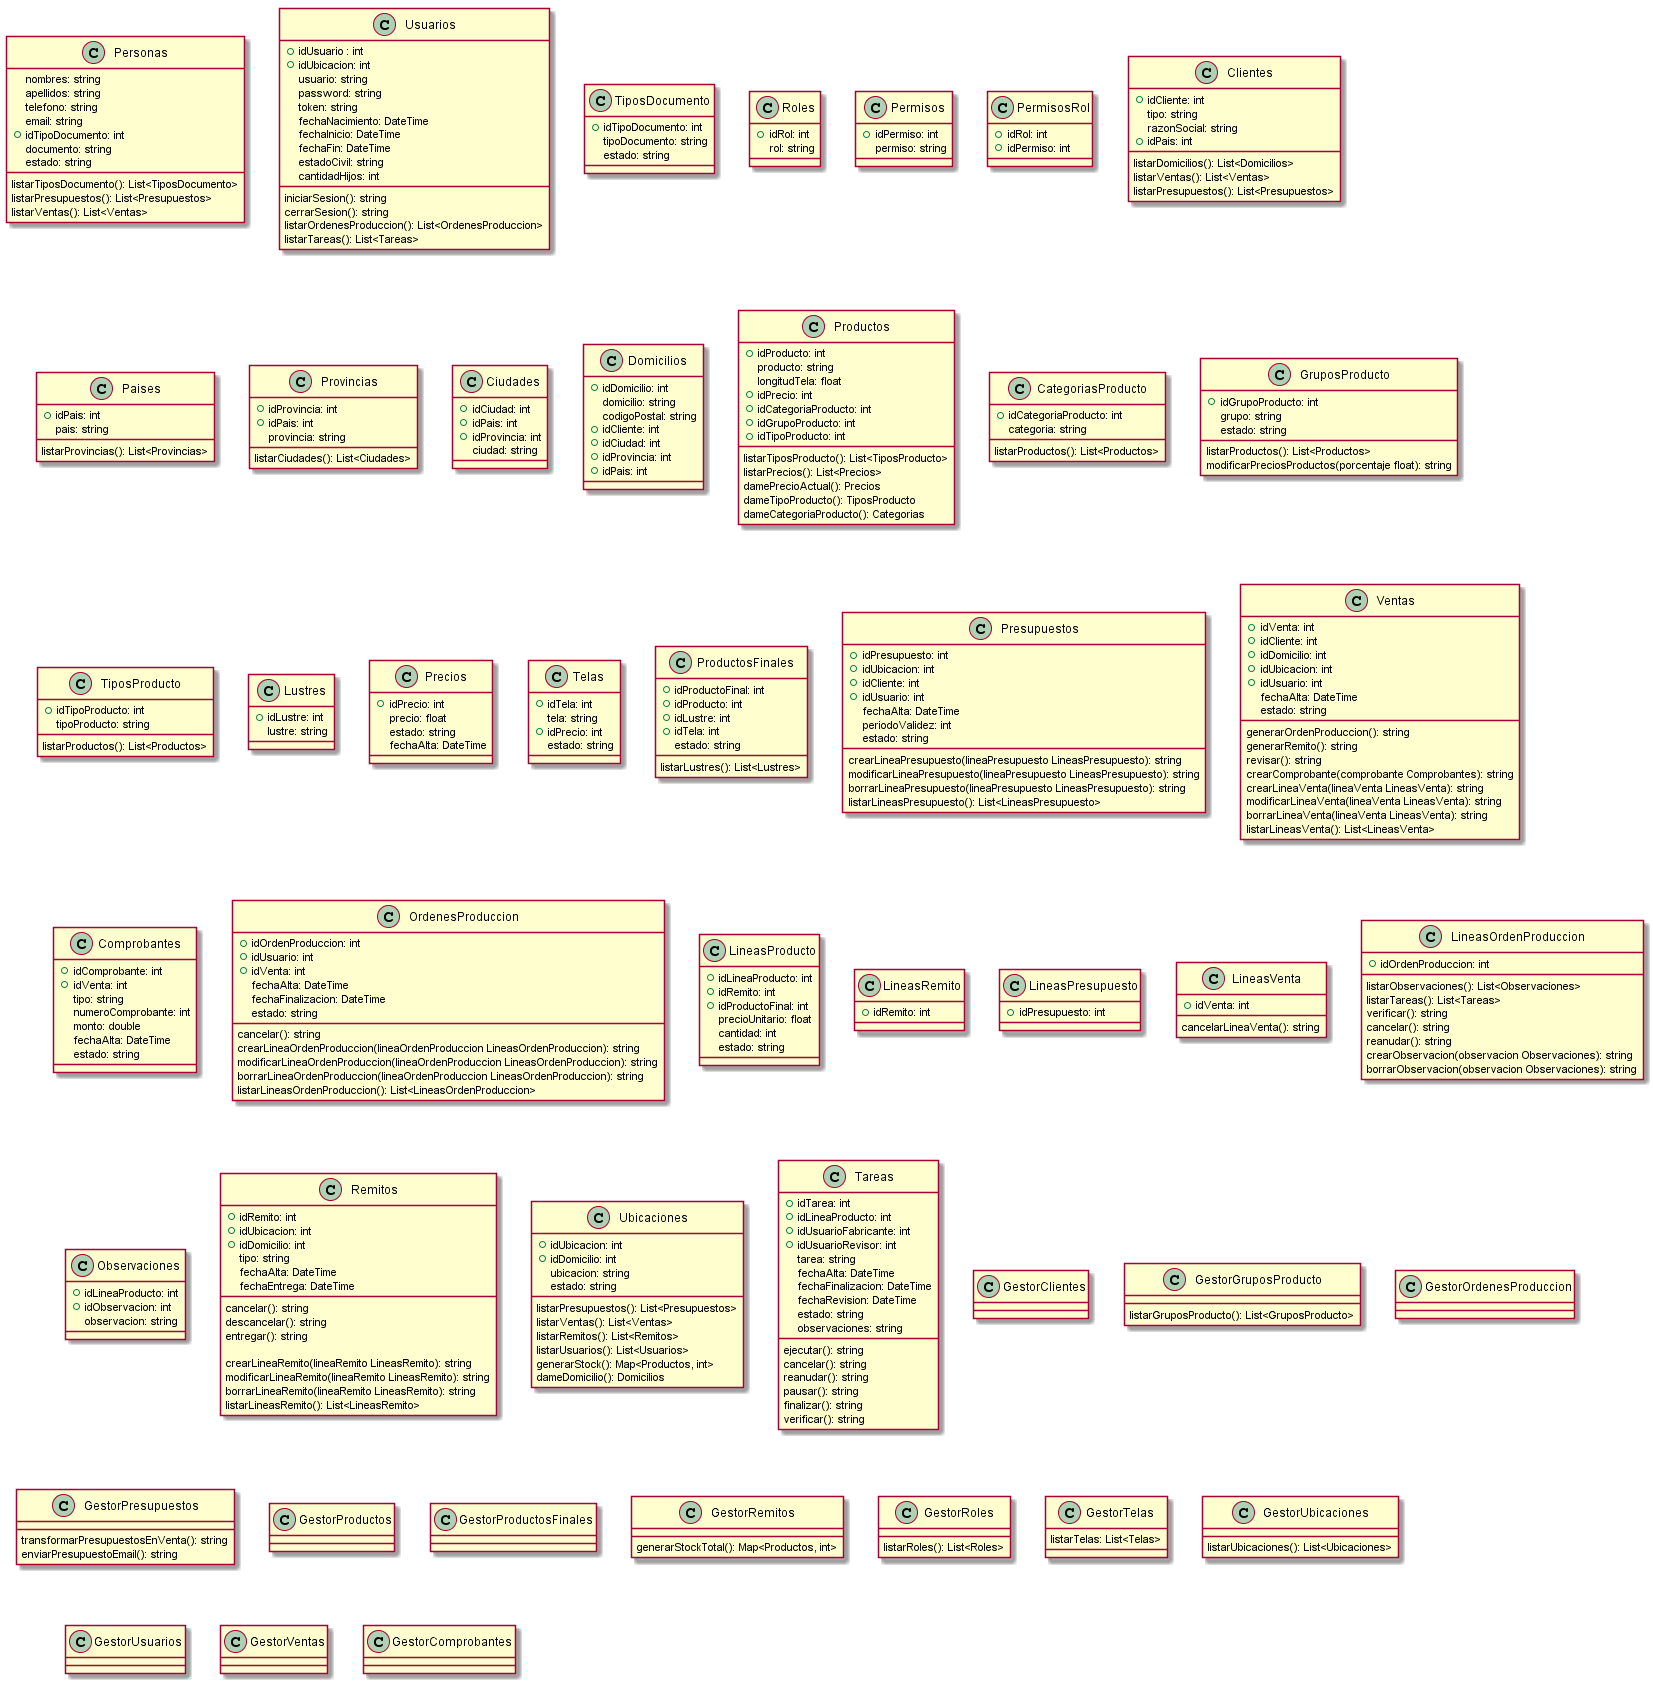 Personas
nombres: string
apellidos: string
telefono: string
email: string
idTipoDocumento: int
documento: string
estado: string
listarTiposDocumento(): List<TiposDocumento>
listarPresupuestos(): List<Presupuestos>
listarVentas(): List<Ventas>
Usuarios
idUsuario : int
idUbicacion: int
usuario: string
password: string
token: string
fechaNacimiento: DateTime
fechaInicio: DateTime
fechaFin: DateTime
estadoCivil: string
cantidadHijos: int
iniciarSesion(): string
cerrarSesion(): string
listarOrdenesProduccion(): List<OrdenesProduccion>
listarTareas(): List<Tareas>
TiposDocumento
idTipoDocumento: int
tipoDocumento: string
estado: string
Roles
idRol: int
rol: string
Permisos
idPermiso: int
permiso: string
PermisosRol
idRol: int
idPermiso: int
Clientes
idCliente: int
tipo: string
razonSocial: string
idPais: int
listarDomicilios(): List<Domicilios>
listarVentas(): List<Ventas>
listarPresupuestos(): List<Presupuestos>
Paises
idPais: int
pais: string
listarProvincias(): List<Provincias>
Provincias
idProvincia: int
idPais: int
provincia: string
listarCiudades(): List<Ciudades>
Ciudades
idCiudad: int
idPais: int
idProvincia: int
ciudad: string
Domicilios
idDomicilio: int
domicilio: string
codigoPostal: string
idCliente: int
idCiudad: int
idProvincia: int
idPais: int
Productos
idProducto: int
producto: string
longitudTela: float
idPrecio: int
idCategoriaProducto: int
idGrupoProducto: int
idTipoProducto: int
listarTiposProducto(): List<TiposProducto>
listarPrecios(): List<Precios>
damePrecioActual(): Precios
dameTipoProducto(): TiposProducto
dameCategoriaProducto(): Categorias
CategoriasProducto
idCategoriaProducto: int
categoria: string
listarProductos(): List<Productos>
GruposProducto
idGrupoProducto: int
grupo: string
estado: string
listarProductos(): List<Productos>
modificarPreciosProductos(porcentaje float): string
TiposProducto
idTipoProducto: int
tipoProducto: string
listarProductos(): List<Productos>
Lustres
idLustre: int
lustre: string
Precios
idPrecio: int
precio: float
estado: string
fechaAlta: DateTime
Telas
idTela: int
tela: string
idPrecio: int
estado: string
ProductosFinales
idProductoFinal: int
idProducto: int
idLustre: int
idTela: int
estado: string
listarLustres(): List<Lustres>
Presupuestos
idPresupuesto: int
idUbicacion: int
idCliente: int
idUsuario: int
fechaAlta: DateTime
periodoValidez: int
estado: string
crearLineaPresupuesto(lineaPresupuesto LineasPresupuesto): string
modificarLineaPresupuesto(lineaPresupuesto LineasPresupuesto): string
borrarLineaPresupuesto(lineaPresupuesto LineasPresupuesto): string
listarLineasPresupuesto(): List<LineasPresupuesto>
Ventas
idVenta: int
idCliente: int
idDomicilio: int
idUbicacion: int
idUsuario: int
fechaAlta: DateTime
estado: string
generarOrdenProduccion(): string
generarRemito(): string
revisar(): string
crearComprobante(comprobante Comprobantes): string
crearLineaVenta(lineaVenta LineasVenta): string
modificarLineaVenta(lineaVenta LineasVenta): string
borrarLineaVenta(lineaVenta LineasVenta): string
listarLineasVenta(): List<LineasVenta>
Comprobantes
idComprobante: int
idVenta: int
tipo: string
numeroComprobante: int
monto: double
fechaAlta: DateTime
estado: string
OrdenesProduccion
idOrdenProduccion: int
idUsuario: int
idVenta: int
fechaAlta: DateTime
fechaFinalizacion: DateTime
estado: string
cancelar(): string
crearLineaOrdenProduccion(lineaOrdenProduccion LineasOrdenProduccion): string
modificarLineaOrdenProduccion(lineaOrdenProduccion LineasOrdenProduccion): string
borrarLineaOrdenProduccion(lineaOrdenProduccion LineasOrdenProduccion): string
listarLineasOrdenProduccion(): List<LineasOrdenProduccion>
LineasProducto
idLineaProducto: int
idRemito: int
idProductoFinal: int
precioUnitario: float
cantidad: int
estado: string
LineasRemito
idRemito: int
LineasPresupuesto
idPresupuesto: int
LineasVenta
idVenta: int
cancelarLineaVenta(): string
LineasOrdenProduccion
idOrdenProduccion: int
listarObservaciones(): List<Observaciones>
listarTareas(): List<Tareas>
verificar(): string
cancelar(): string
reanudar(): string
crearObservacion(observacion Observaciones): string
borrarObservacion(observacion Observaciones): string
Observaciones
idLineaProducto: int
idObservacion: int
observacion: string
Remitos
idRemito: int
idUbicacion: int
idDomicilio: int
tipo: string
fechaAlta: DateTime
fechaEntrega: DateTime
cancelar(): string
descancelar(): string
entregar(): string
crearLineaRemito(lineaRemito LineasRemito): string
modificarLineaRemito(lineaRemito LineasRemito): string
borrarLineaRemito(lineaRemito LineasRemito): string
listarLineasRemito(): List<LineasRemito>
Ubicaciones
idUbicacion: int
idDomicilio: int
ubicacion: string
estado: string
listarPresupuestos(): List<Presupuestos>
listarVentas(): List<Ventas>
listarRemitos(): List<Remitos>
listarUsuarios(): List<Usuarios>
generarStock(): Map<Productos, int>
dameDomicilio(): Domicilios
Tareas
idTarea: int
idLineaProducto: int
idUsuarioFabricante: int
idUsuarioRevisor: int
tarea: string
fechaAlta: DateTime
fechaFinalizacion: DateTime
fechaRevision: DateTime
estado: string
observaciones: string
ejecutar(): string
cancelar(): string
reanudar(): string
pausar(): string
finalizar(): string
verificar(): string
GestorClientes
GestorGruposProducto
listarGruposProducto(): List<GruposProducto>
GestorOrdenesProduccion
GestorPresupuestos
transformarPresupuestosEnVenta(): string
enviarPresupuestoEmail(): string
GestorProductos
GestorProductosFinales
GestorRemitos
generarStockTotal(): Map<Productos, int>
GestorRoles
listarRoles(): List<Roles>
GestorTelas
listarTelas: List<Telas>
GestorUbicaciones
listarUbicaciones(): List<Ubicaciones>
GestorUsuarios
GestorVentas
GestorComprobantes